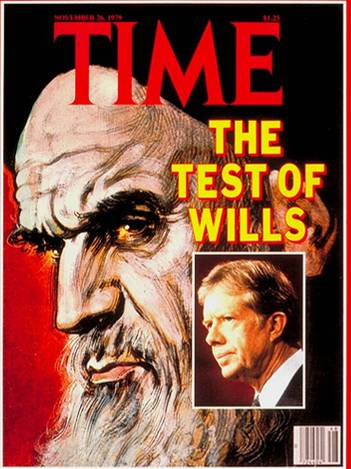 NOVEMBER 26, 1979 $1.25
TIME
THE
TEST OF
WILLS